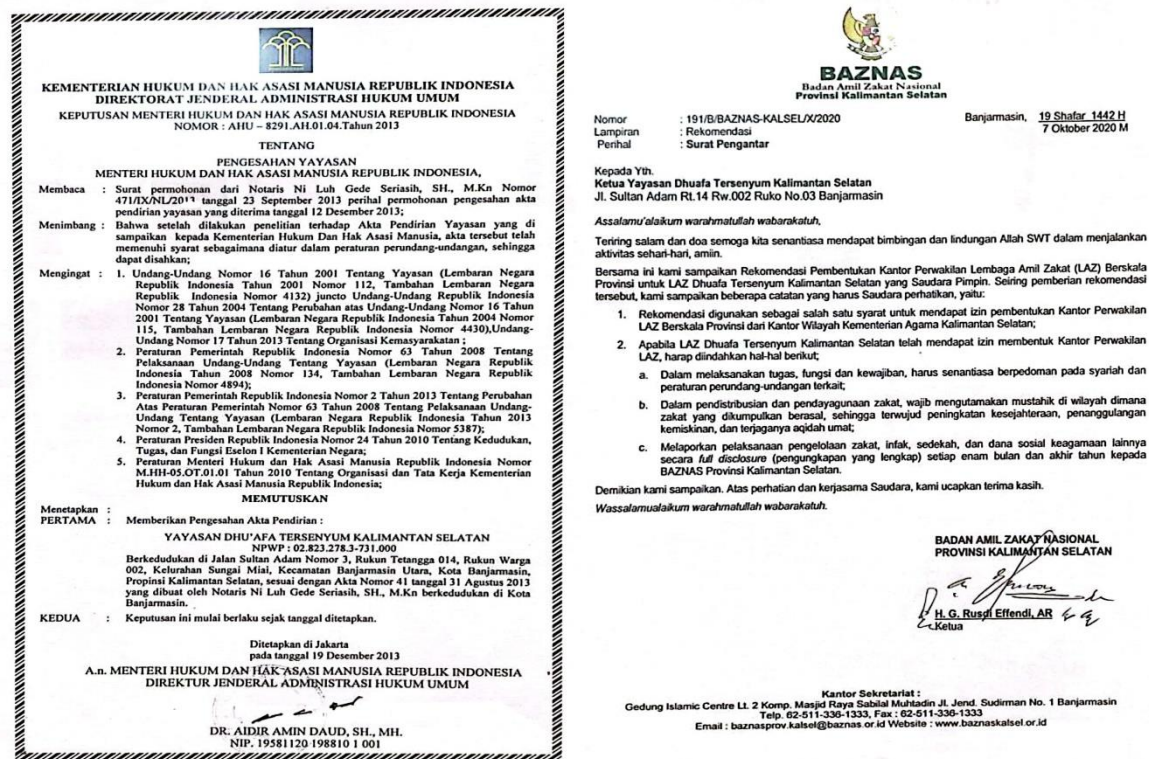 KEMENTERIAN HUKUM DAN HAK ASASI MANUSIA REPUBLIK INDONESIA
DIREKTORAT JENDERAL ADMINISTRASI HUKUM UMUM
KEPUTUSAN MENTERI HUKUM DAN HAK ASASI MANUSIA REPUBLIK INDONESIA
NOMOR : AHU – 8291.AH.01.04.Tahun 2013
TENTANG
PENGESAHAN YAYASAN
MENTERI HUKUM DAN HAK ASASI MANUSIA REPUBLIK INDONESIA,
Membaca : Surat permohonan dari Notaris Ni Luh Gede Seriasih, SH., M.Kn Nomor
471/IX/NL/2013 tanggal 23 September 2013 perihal permohonan pengesahan akta
pendirian yayasan yang diterima tanggal 12 Desember 2013;
Menimbang : Bahwa setelah dilakukan penelitian terhadap Akta Pendirian Yayasan yang di
sampaikan kepada Kementerian Hukum Dan Hak Asasi Manusia, akta tersebut telah
memenuhi syarat sebagaimana diatur dalam peraturan perundang-undangan, sehingga
dapat disahkan;
Mengingat : 1. Undang-Undang Nomor 16 Tahun 2001 Tentang Yayasan (Lembaran Negara
Republik Indonesia Tahun 2001 Nomor 112, Tambahan Lembaran Negara
Republik Indonesia Nomor 4132) juncto Undang-Undang Republik Indonesia
Nomor 28 Tahun 2004 Tentang Perubahan atas Undang-Undang Nomor 16 Tahun
2001 Tentang Yayasan (Lembaran Negara Republik Indonesia Tahun 2004 Nomor
115, Tambahan Lembaran Negara Republik Indonesia Nomor 4430),Undang-
Undang Nomor 17 Tahun 2013 Tentang Organisasi Kemasyarakatan ;
2. Peraturan Pemerintah Republik Indonesia Nomor 63 Tahun 2008 Tentang
Pelaksanaan Undang-Undang Tentang Yayasan (Lembaran Negara Republik
Indonesia Tahun 2008 Nomor 134, Tambahan Lembaran Negara Republik
Indonesia Nomor 4894);
3. Peraturan Pemerintah Republik Indonesia Nomor 2 Tahun 2013 Tentang Perubahan
Atas Peraturan Pemerintah Nomor 63 Tahun 2008 Tentang Pelaksanaan Undang-
Undang Tentang Yayasan (Lembaran Negara Republik Indonesia Tahun 2013
Nomor 2, Tambahan Lembaran Negara Republik Indonesia Nomor 5387);
4. Peraturan Presiden Republik Indonesia Nomor 24 Tahun 2010 Tentang Kedudukan,
Tugas, dan Fungsi Eselon I Kementerian Negara;
5. Peraturan Menteri Hukum dan Hak Asasi Manusia Republik Indonesia Nomor
M.HH-05.OT.01.01 Tahun 2010 Tentang Organisasi dan Tata Kerja Kementerian
Hukum dan Hak Asasi Manusia Republik Indonesia;
MEMUTUSKAN
Menetapkan :
PERTAMA : Memberikan Pengesahan Akta Pendirian :
YAYASAN DHU'AFA TERSENYUM KALIMANTAN SELATAN
NPWP : 02.823.278.3-731.000
Berkedudukan di Jalan Sultan Adam Nomor 3, Rukun Tetangga 014, Rukun Warga
002, Kelurahan Sungai Miai, Kecamatan Banjarmasin Utara, Kota Banjarmasin,
Propinsi Kalimantan Selatan, sesuai dengan Akta Nomor 41 tanggal 31 Agustus 2013
yang dibuat oleh Notaris Ni Luh Gede Seriasih, SH., M.Kn berkedudukan di Kota
Banjarmasin.
KEDUA : Keputusan ini mulai berlaku sejak tanggal ditetapkan.
Ditetapkan di Jakarta
pada tanggal 19 Desember 2013
A.n. MENTERI HUKUM DAN HAK ASASI MANUSIA REPUBLIK INDONESIA
DIREKTUR JENDERAL ADMINISTRASI HUKUM UMUM
DR. AIDIR AMIN DAUD, SH., MH.
NIP. 19581120 198810 1 001
BAZNAS
Badan Amil Zakat Nasional
Provinsi Kalimantan Selatan
Nomor : 191/B/BAZNAS-KALSEL/X/2020 Banjarmasin, 19 Shafar 1442 H
Lampiran : Rekomendasi 7 Oktober 2020 M
Perihal : Surat Pengantar
Kepada Yth.
Ketua Yayasan Dhuafa Tersenyum Kalimantan Selatan
Jl. Sultan Adam Rt.14 Rw.002 Ruko No.03 Banjarmasin
Assalamu'alaikum warahmatullah wabarakatuh,
Teriring salam dan doa semoga kita senantiasa mendapat bimbingan dan lindungan Allah SWT dalam menjalankan
aktivitas sehari-hari, amiin.
Bersama ini kami sampaikan Rekomendasi Pembentukan Kantor Perwakilan Lembaga Amil Zakat (LAZ) Berskala
Provinsi untuk LAZ Dhuafa Tersenyum Kalimantan Selatan yang Saudara Pimpin. Seiring pemberian rekomendasi
tersebut, kami sampaikan beberapa catatan yang harus Saudara perhatikan, yaitu:
1. Rekomendasi digunakan sebagai salah satu syarat untuk mendapat izin pembentukan Kantor Perwakilan
LAZ Berskala Provinsi dari Kantor Wilayah Kementerian Agama Kalimantan Selatan;
2. Apabila LAZ Dhuafa Tersenyum Kalimantan Selatan telah mendapat izin membentuk Kantor Perwakilan
LAZ, harap diindahkan hal-hal berikut;
a. Dalam melaksanakan tugas, fungsi dan kewajiban, harus senantiasa berpedoman pada syariah dan
peraturan perundang-undangan terkait;
b. Dalam pendistribusian dan pendayagunaan zakat, wajib mengutamakan mustahik di wilayah dimana
zakat yang dikumpulkan berasal, sehingga terwujud peningkatan kesejahteraan, penanggulangan
kemiskinan, dan terjaganya aqidah umat;
c. Melaporkan pelaksanaan pengelolaan zakat, infak, sedekah, dan dana sosial keagamaan lainnya
secara full disclosure (pengungkapan yang lengkap) setiap enam bulan dan akhir tahun kepada
BAZNAS Provinsi Kalimantan Selatan.
Demikian kami sampaikan. Atas perhatian dan kerjasama Saudara, kami ucapkan terima kasih.
Wassalamualaikum warahmatullah wabarakatuh.
BADAN AMIL ZAKAT NASIONAL
PROVINSI KALIMANTAN SELATAN
H. G. Rusdi Effendi, AR
Ketua
Kantor Sekretariat :
Gedung Islamic Centre Lt. 2 Komp. Masjid Raya Sabilal Muhtadin Jl. Jend. Sudirman No. 1 Banjarmasin
Telp. 62-511-336-1333, Fax : 62-511-336-1333
Email : baznasprov.kalsel@baznas.or.id Website : www.baznaskalsel.or.id